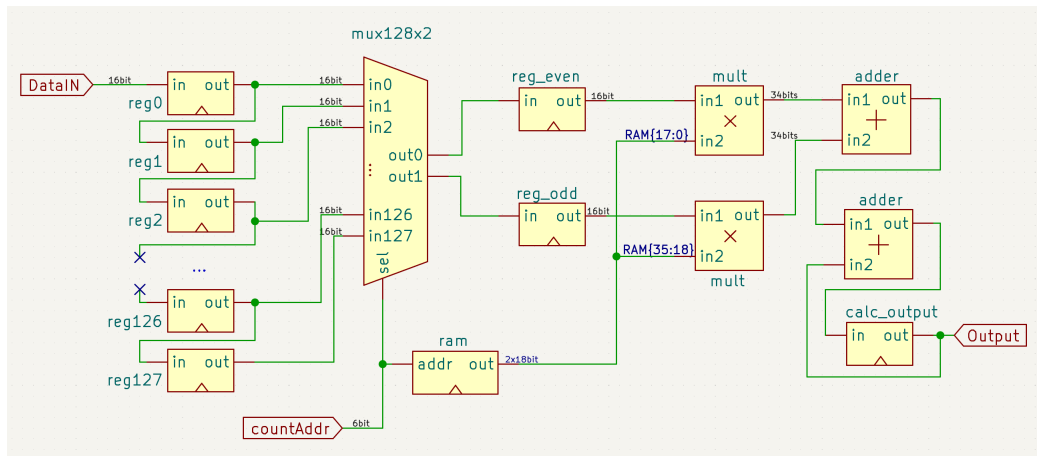 mux128x2
DataIN
16bit
in
out
reg0
16bit
in0
16bit
in1
16bit
in2
in
out
reg1
in
out
reg2
...
in
out
reg126
in
out
reg127
out0
out1
...
16bit
in126
16bit
in127
sel
countAddr
6bit
ram
addr
out
2x18bit
reg_even
in
out
16bit
reg_odd
in
out
16bit
mult
in1
out
×
in2
RAM{17:0}
34bits
34bits
in1
out
×
in2
RAM{35:18}
mult
adder
in1
out
+
in2
adder
in1
out
+
in2
calc_output
in
out
Output